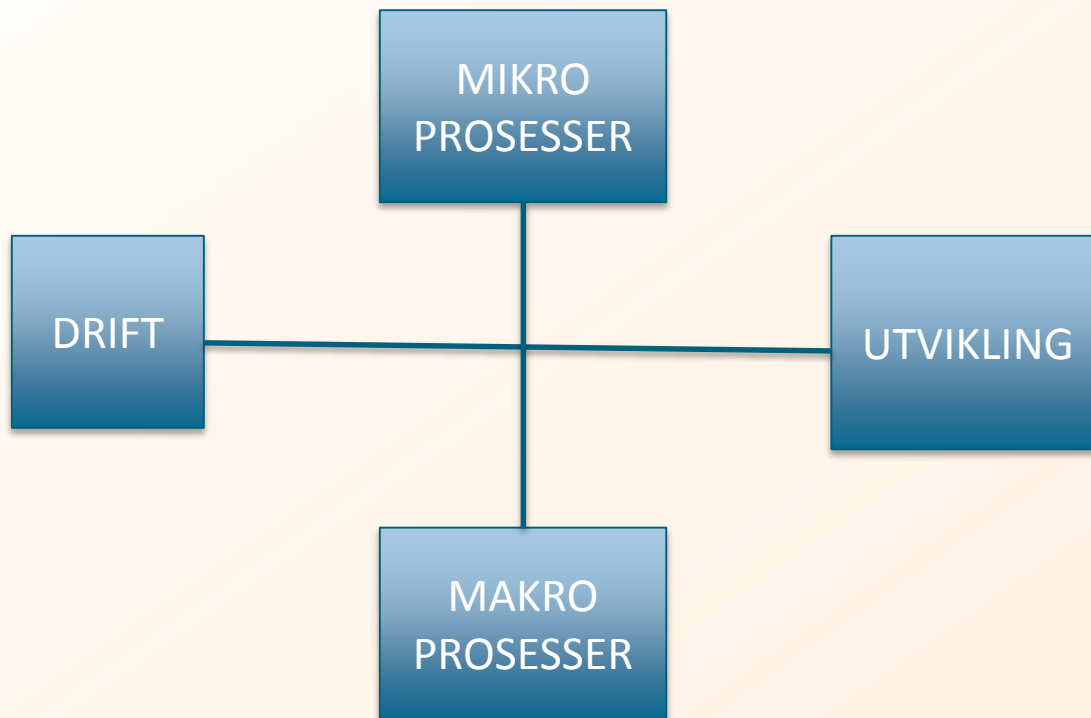 MIKRO
PROSESSER
DRIFT
UTVIKLING
MAKRO
PROSESSER